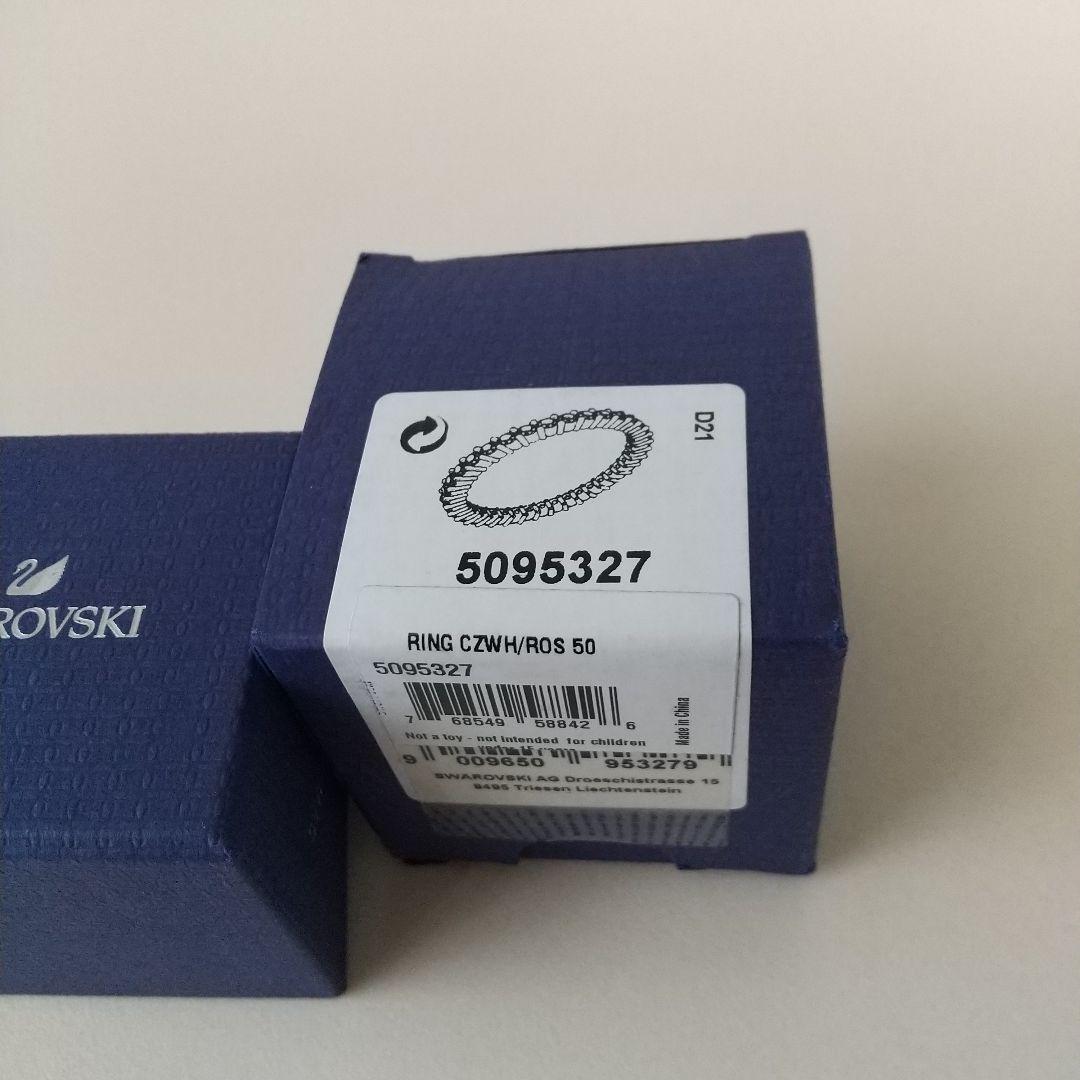 ROVSKI
D21
5095327
RING CZWH/ROS 50
5095327
7 68549 58842 6
Made in China
Not a toy - not intended for children
9 009650 953279
SWAROVSKI AG Droeschistrasse 15
9495 Triesen Liechtenstein